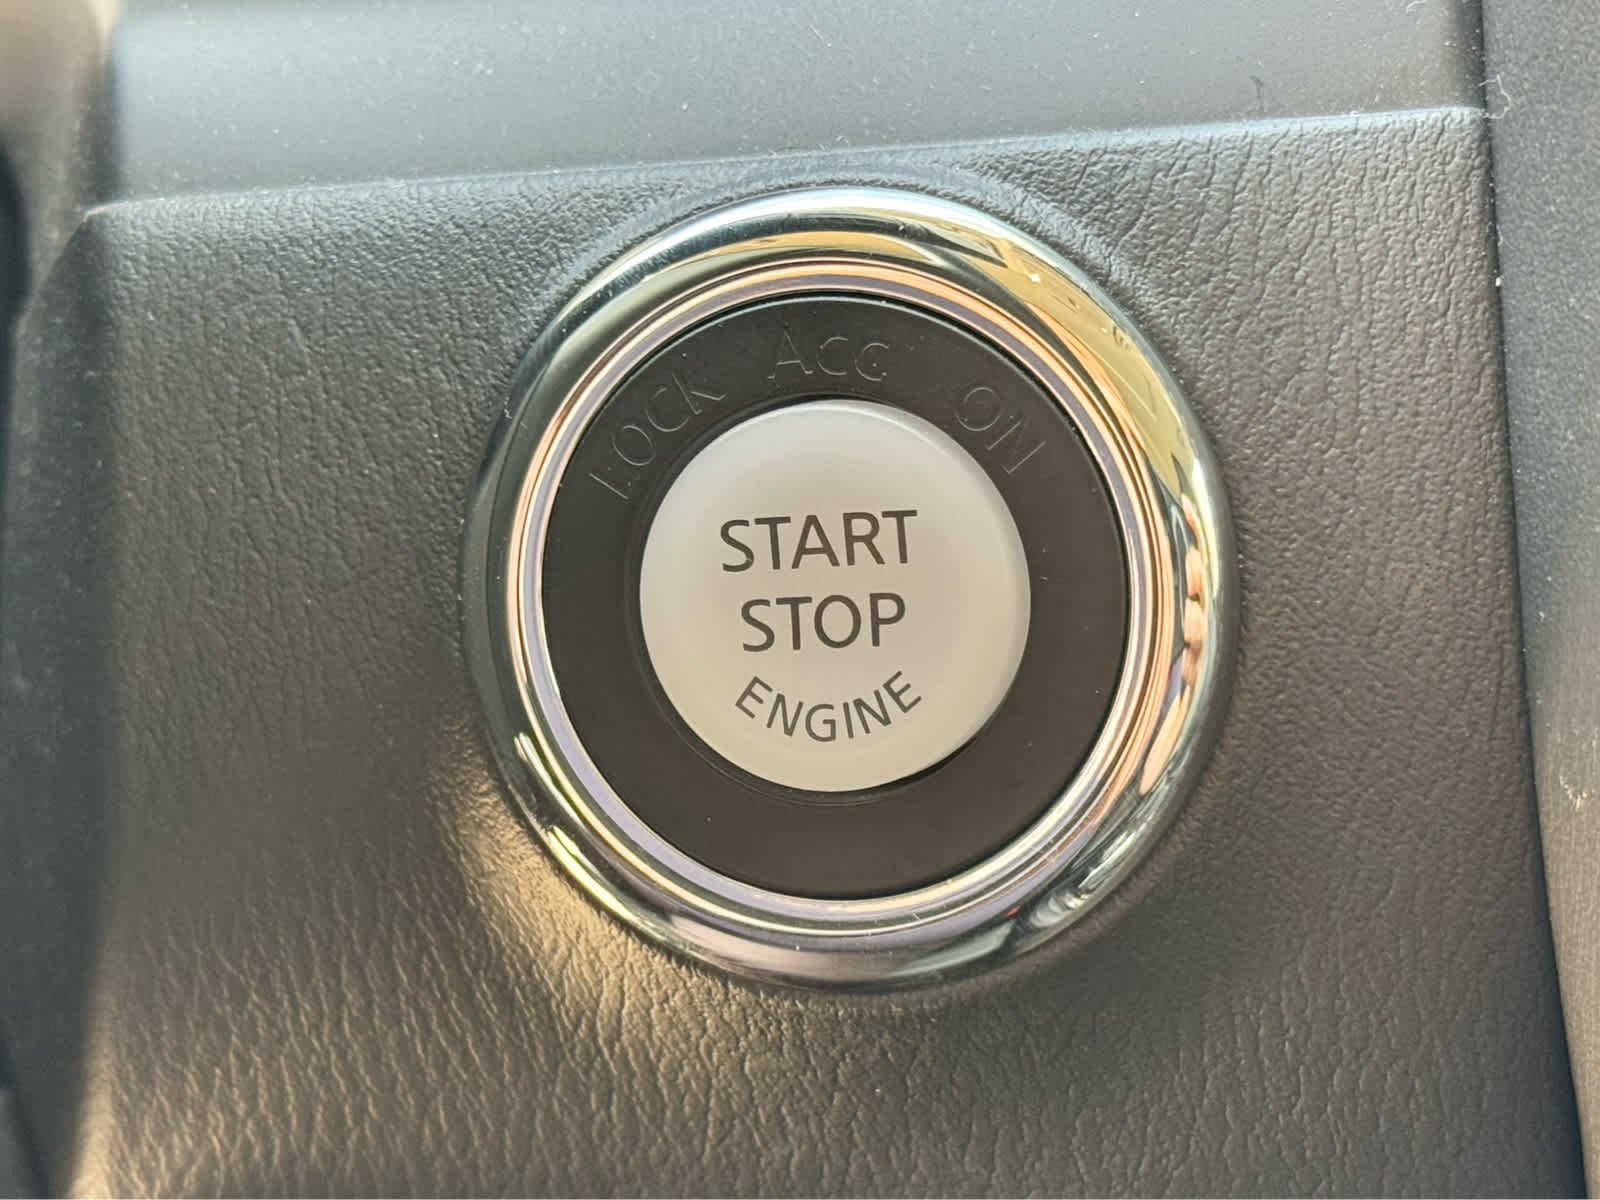 LOCK ACC ON
START
STOP
ENGINE